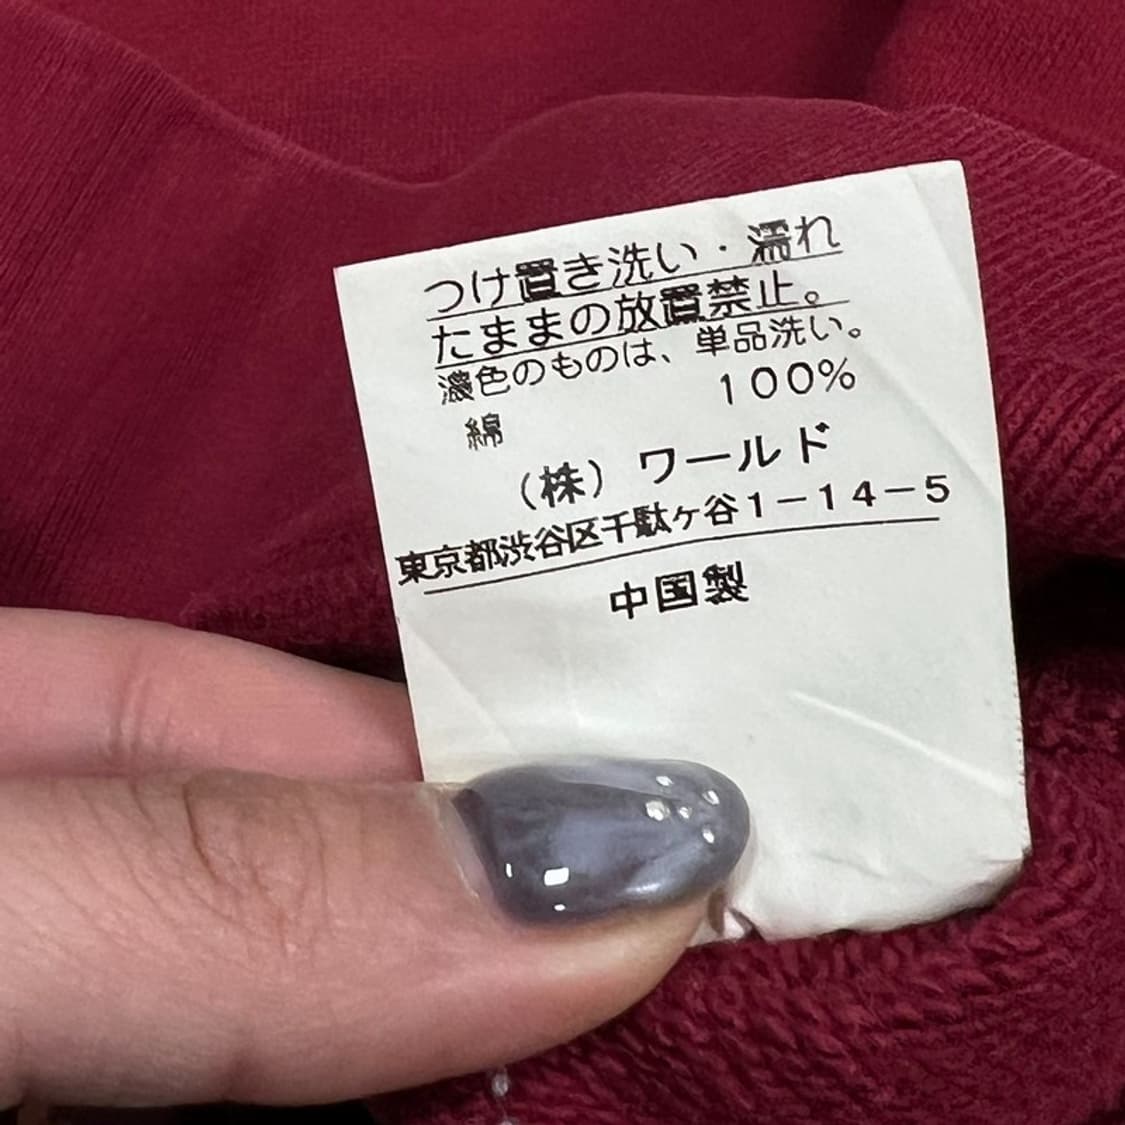 つけ置き洗い・濡れ
たままの放置禁止。
濃色のものは、単品洗い。
綿 100%
（株）ワールド
東京都渋谷区千駄ヶ谷1－14－5
中国製